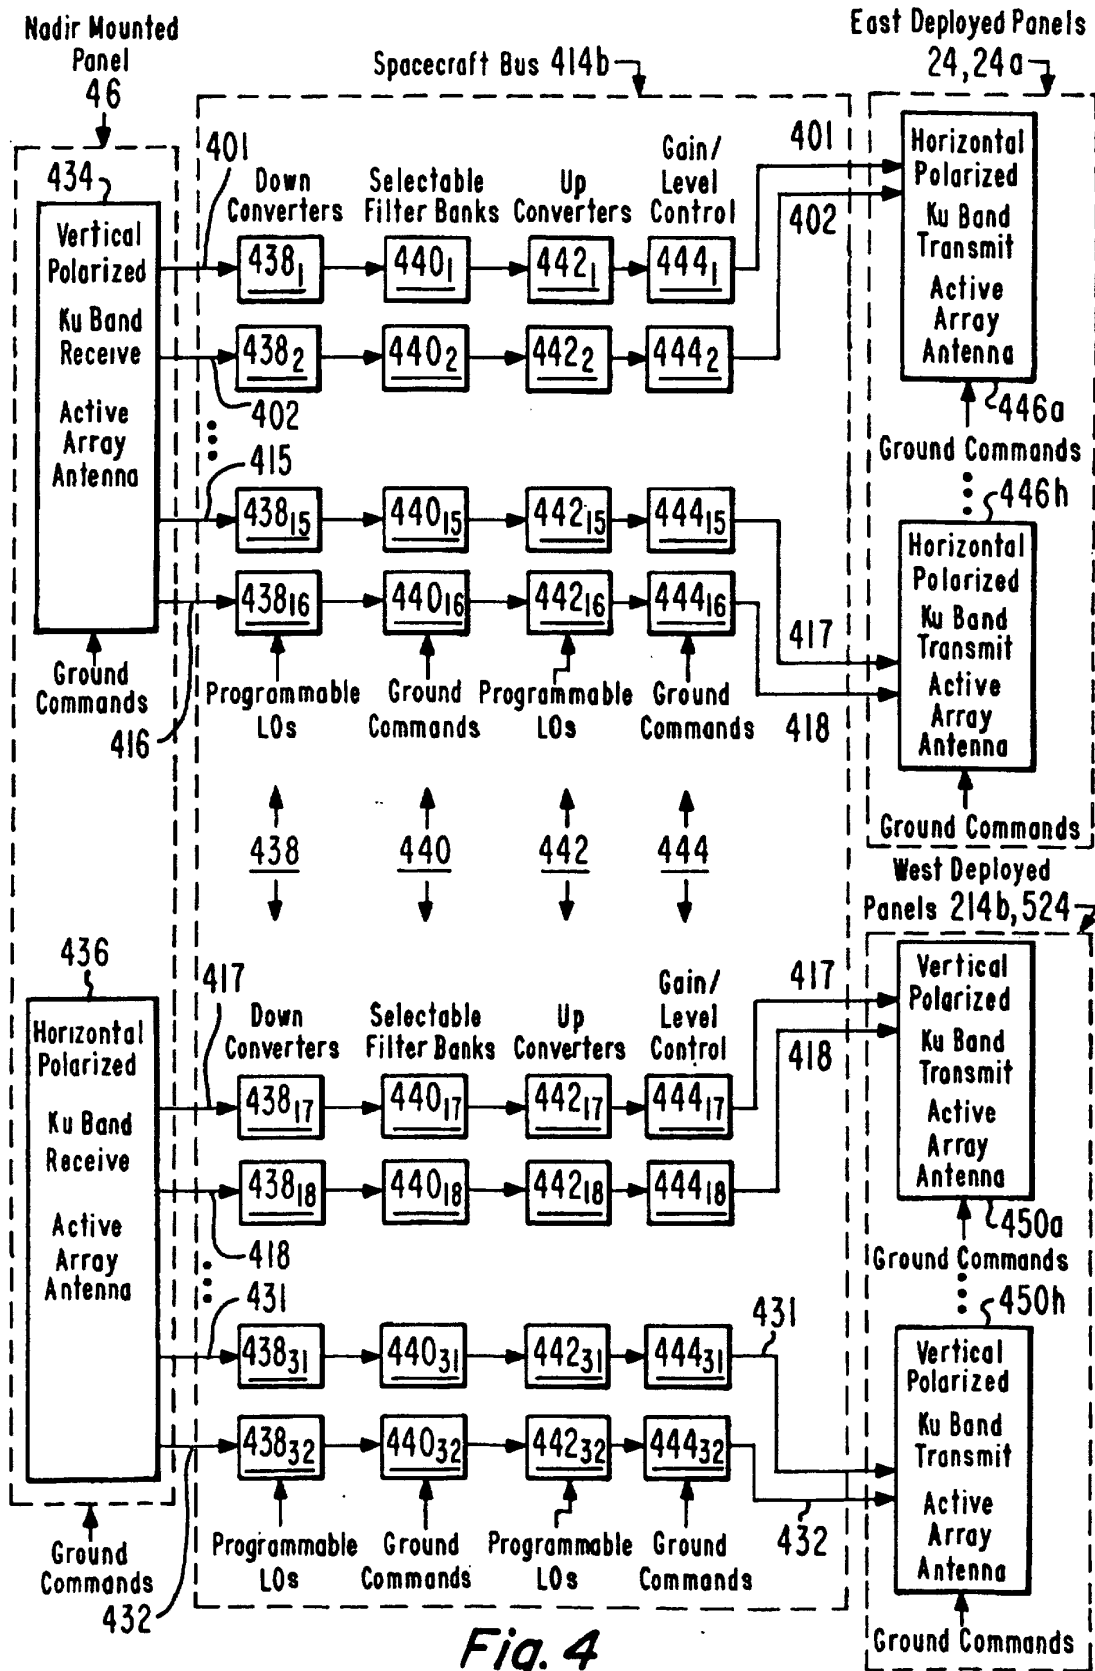 Nadir Mounted
Panel
46
Spacecraft Bus 414b
East Deployed Panels
24, 24a
434
401
Vertical
Polarized
Ku Band
Receive
Active
Array
Antenna
Ground
Commands
402
415
416
Down
Converters
Selectable
Filter Banks
Up
Converters
Gain/
Level
Control
438₁ 440₁ 442₁ 444₁
438₂ 440₂ 442₂ 444₂
438₁₅ 440₁₅ 442₁₅ 444₁₅
438₁₆ 440₁₆ 442₁₆ 444₁₆
Programmable
LOs
Ground
Commands
Programmable
LOs
Ground
Commands
401
402
417
418
Horizontal
Polarized
Ku Band
Transmit
Active
Array
Antenna
446a
Ground Commands
446h
Horizontal
Polarized
Ku Band
Transmit
Active
Array
Antenna
Ground Commands
438 440 442 444
West Deployed
Panels 214b, 524
436
417
Horizontal
Polarized
Ku Band
Receive
Active
Array
Antenna
Ground
Commands
418
431
432
Down
Converters
Selectable
Filter Banks
Up
Converters
Gain/
Level
Control
438₁₇ 440₁₇ 442₁₇ 444₁₇
438₁₈ 440₁₈ 442₁₈ 444₁₈
438₃₁ 440₃₁ 442₃₁ 444₃₁
438₃₂ 440₃₂ 442₃₂ 444₃₂
Programmable
LOs
Ground
Commands
Programmable
LOs
Ground
Commands
417
418
431
432
Vertical
Polarized
Ku Band
Transmit
Active
Array
Antenna
450a
Ground Commands
450h
Vertical
Polarized
Ku Band
Transmit
Active
Array
Antenna
Ground Commands
Fig. 4